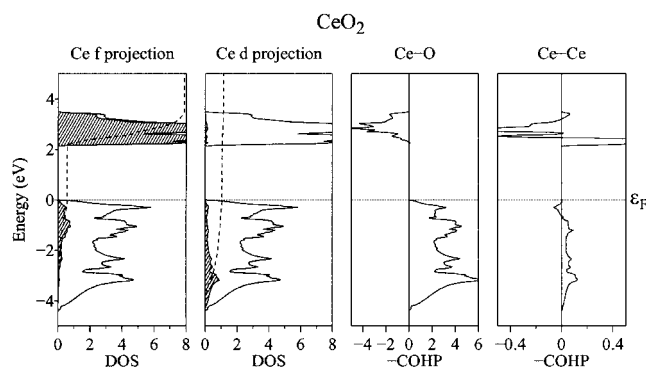 CeO2
Ce f projection Ce d projection Ce-O Ce-Ce
Energy (eV)
4
2
0
-2
-4
εF
0 2 4 6 8 0 2 4 6 8 -4 -2 0 2 4 6 -0.4 0 0.4
DOS DOS -COHP -COHP